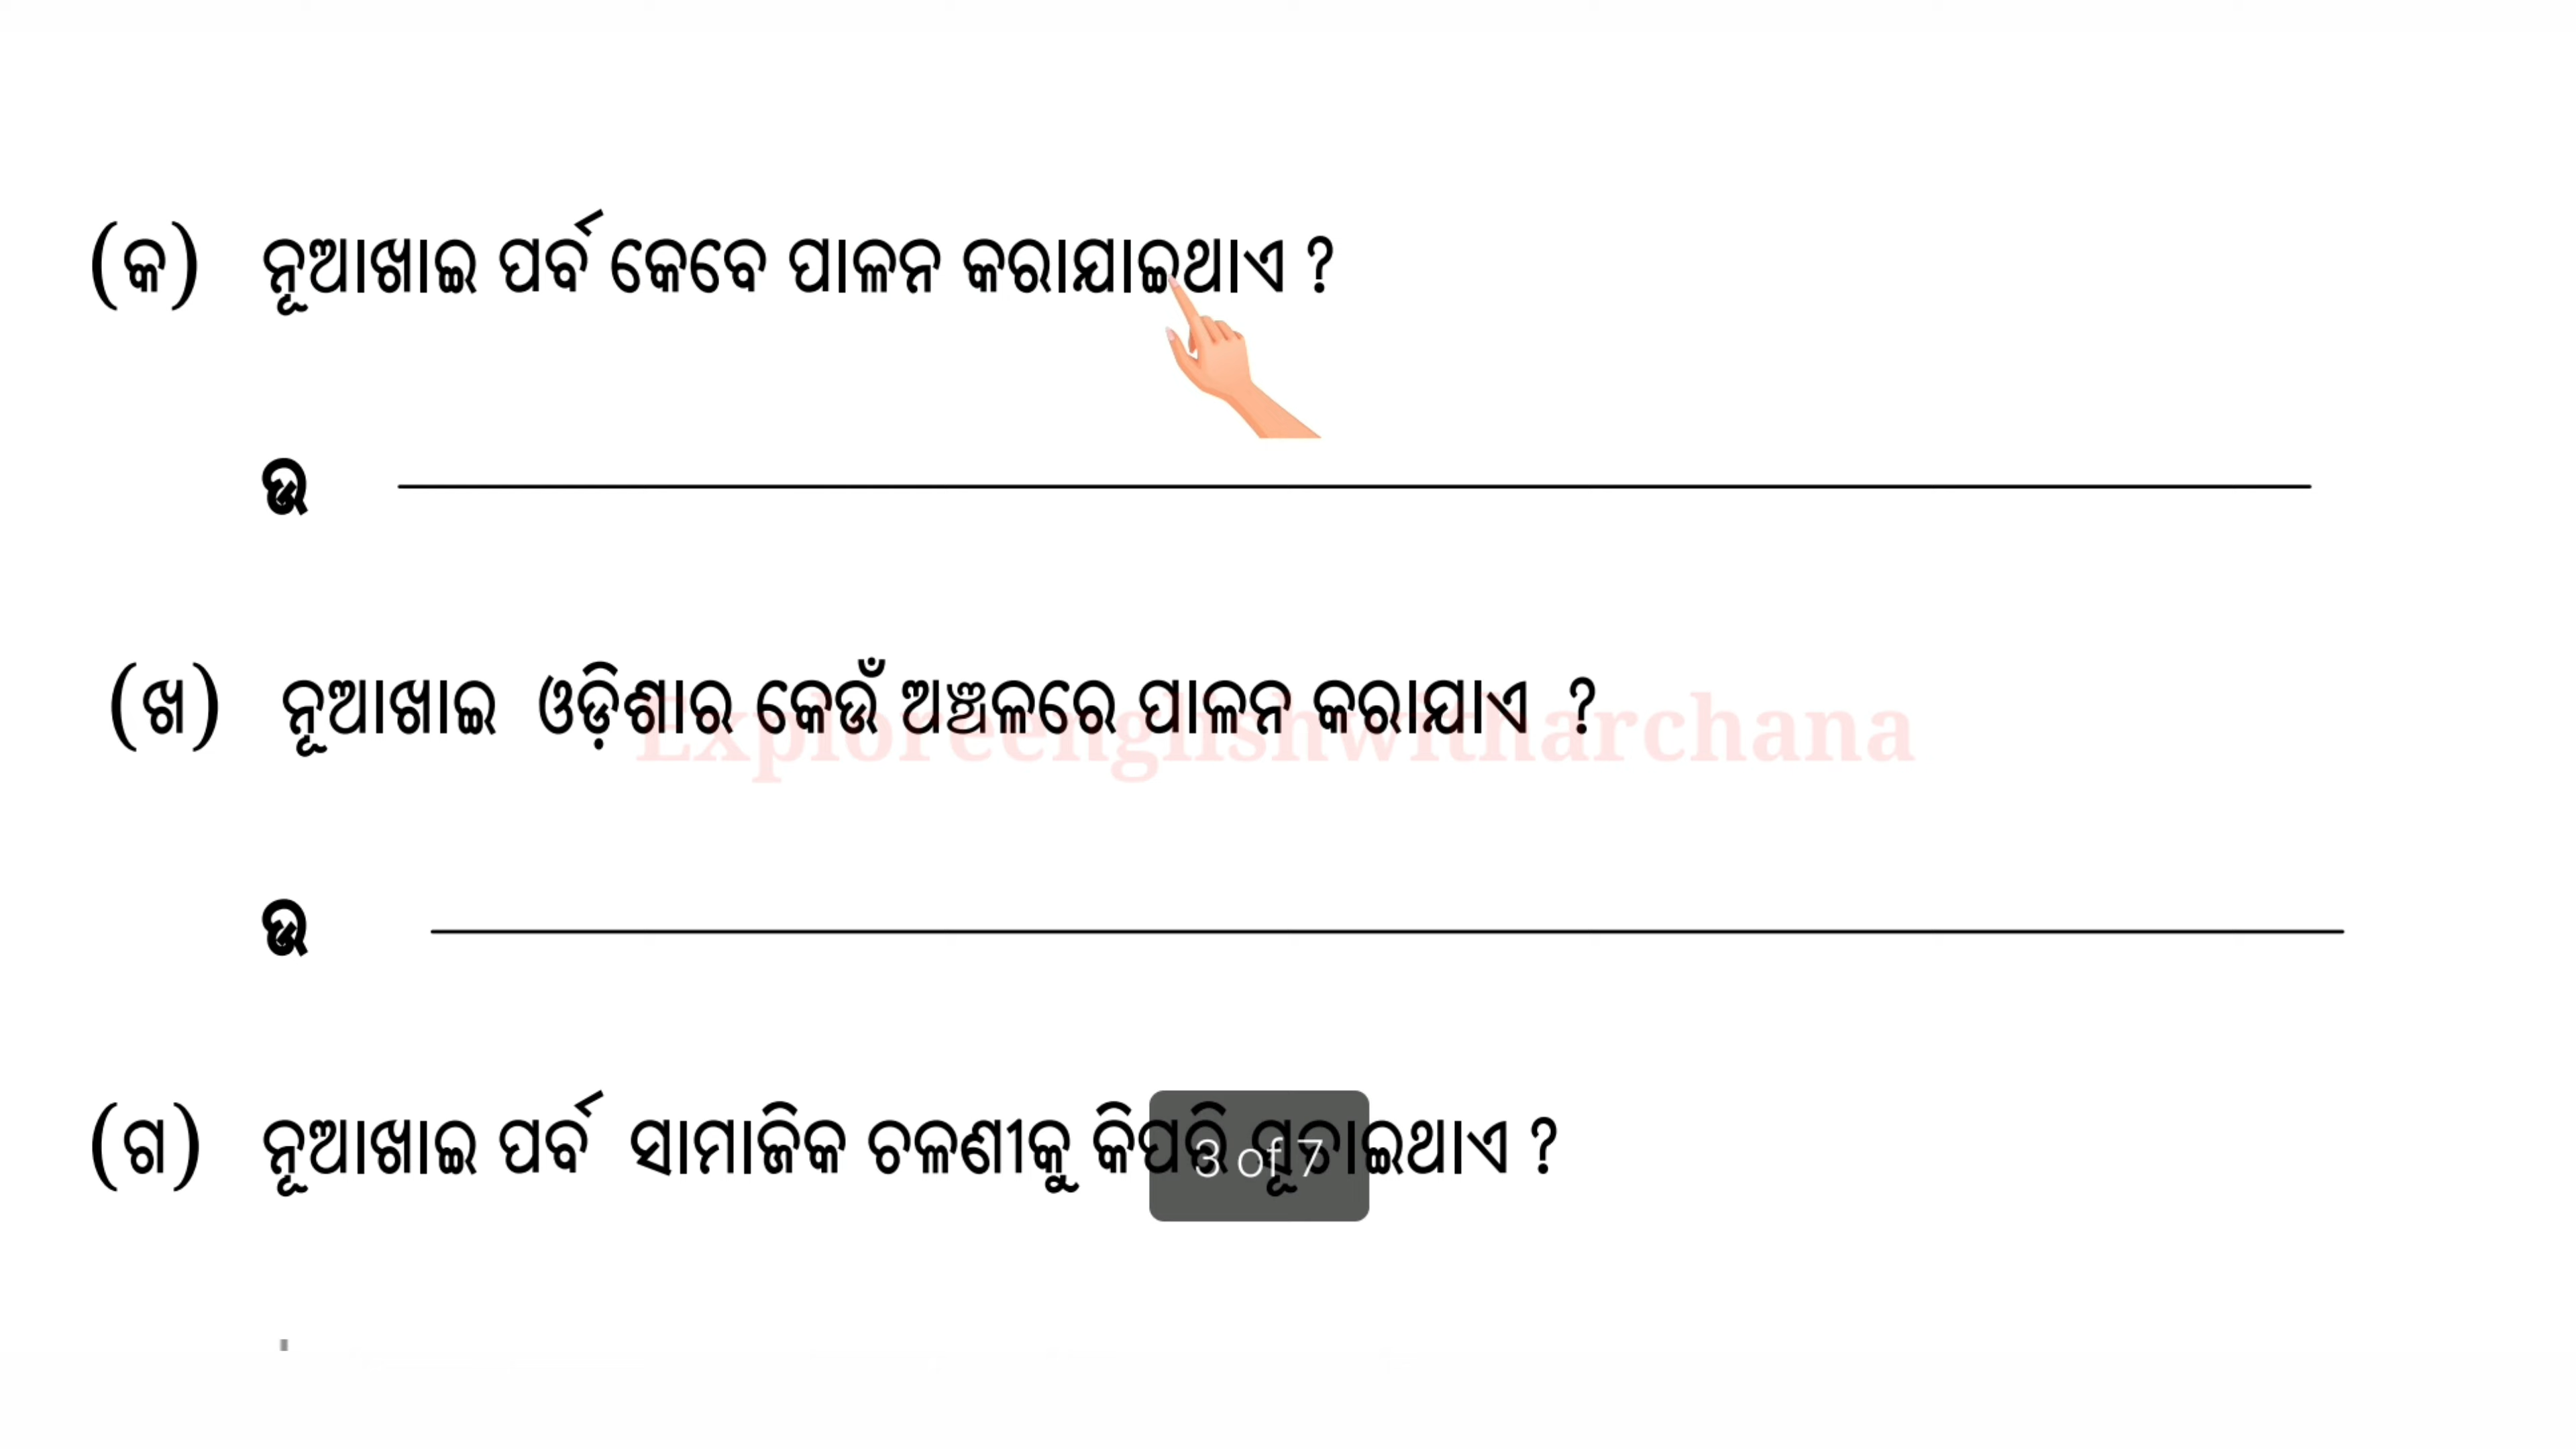 (କ) ନୂଆଖାଇ ପର୍ବ କେବେ ପାଳନ କରାଯାଇଥାଏ ?
ଉ
(ଖ) ନୂଆଖାଇ ଓଡ଼ିଶାର କେଉଁ ଅଞ୍ଚଳରେ ପାଳନ କରାଯାଏ ?
Exploreenglishwitharchana
ଉ
(ଗ) ନୂଆଖାଇ ପର୍ବ ସାମାଜିକ ଚଳଣୀକୁ କିପରି ସୂଚାଇଥାଏ ?
3 of 7